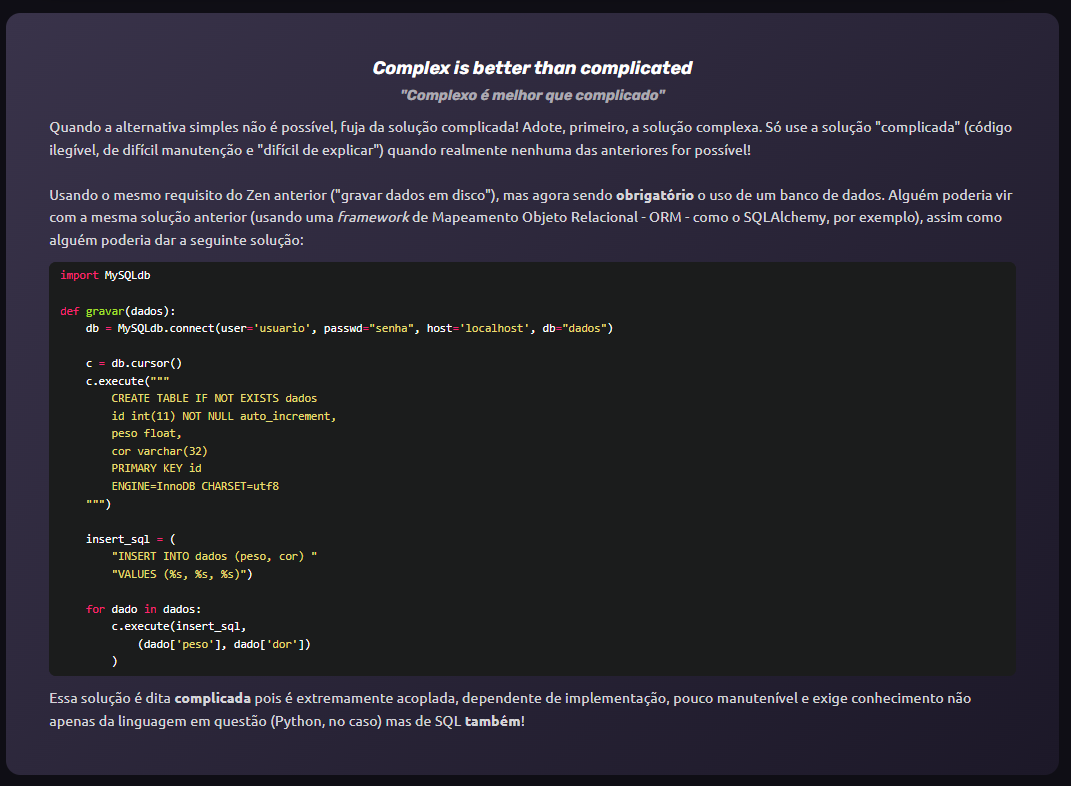 Complex is better than complicated
"Complexo é melhor que complicado"
Quando a alternativa simples não é possível, fuja da solução complicada! Adote, primeiro, a solução complexa. Só use a solução "complicada" (código
ilegível, de difícil manutenção e "difícil de explicar") quando realmente nenhuma das anteriores for possível!
Usando o mesmo requisito do Zen anterior ("gravar dados em disco"), mas agora sendo obrigatório o uso de um banco de dados. Alguém poderia vir
com a mesma solução anterior (usando uma framework de Mapeamento Objeto Relacional - ORM - como o SQLAlchemy, por exemplo), assim como
alguém poderia dar a seguinte solução:
import MySQLdb
def gravar(dados):
    db = MySQLdb.connect(user='usuario', passwd="senha", host='localhost', db="dados")
    c = db.cursor()
    c.execute("""
        CREATE TABLE IF NOT EXISTS dados
        id int(11) NOT NULL auto_increment,
        peso float,
        cor varchar(32)
        PRIMARY KEY id
        ENGINE=InnoDB CHARSET=utf8
    """)
    insert_sql = (
        "INSERT INTO dados (peso, cor) "
        "VALUES (%s, %s, %s)")
    for dado in dados:
        c.execute(insert_sql,
            (dado['peso'], dado['dor'])
        )
Essa solução é dita complicada pois é extremamente acoplada, dependente de implementação, pouco manutenível e exige conhecimento não
apenas da linguagem em questão (Python, no caso) mas de SQL também!